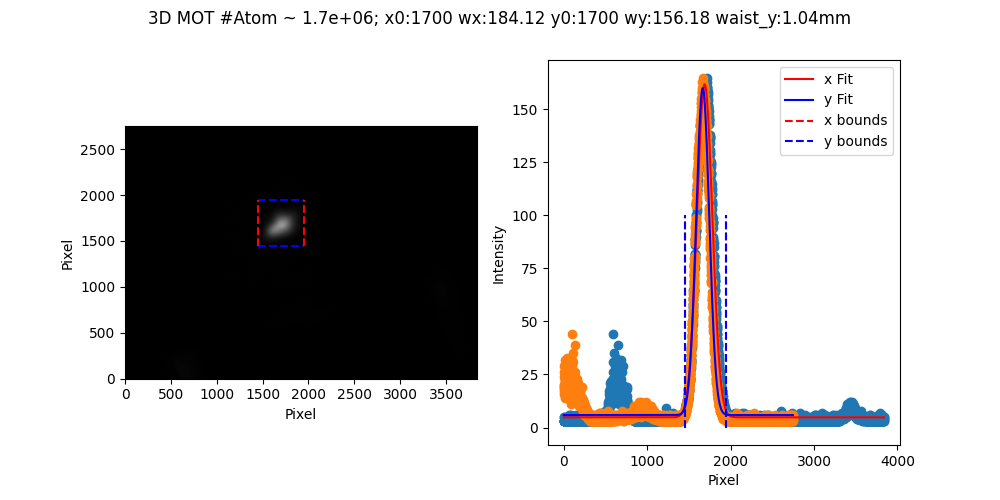 3D MOT #Atom ~ 1.7e+06; x0:1700 wx:184.12 y0:1700 wy:156.18 waist_y:1.04mm
Pixel
2500
2000
1500
1000
500
0
0 500 1000 1500 2000 2500 3000 3500
Pixel
Intensity
150
125
100
75
50
25
0
0 1000 2000 3000 4000
Pixel
x Fit
y Fit
x bounds
y bounds